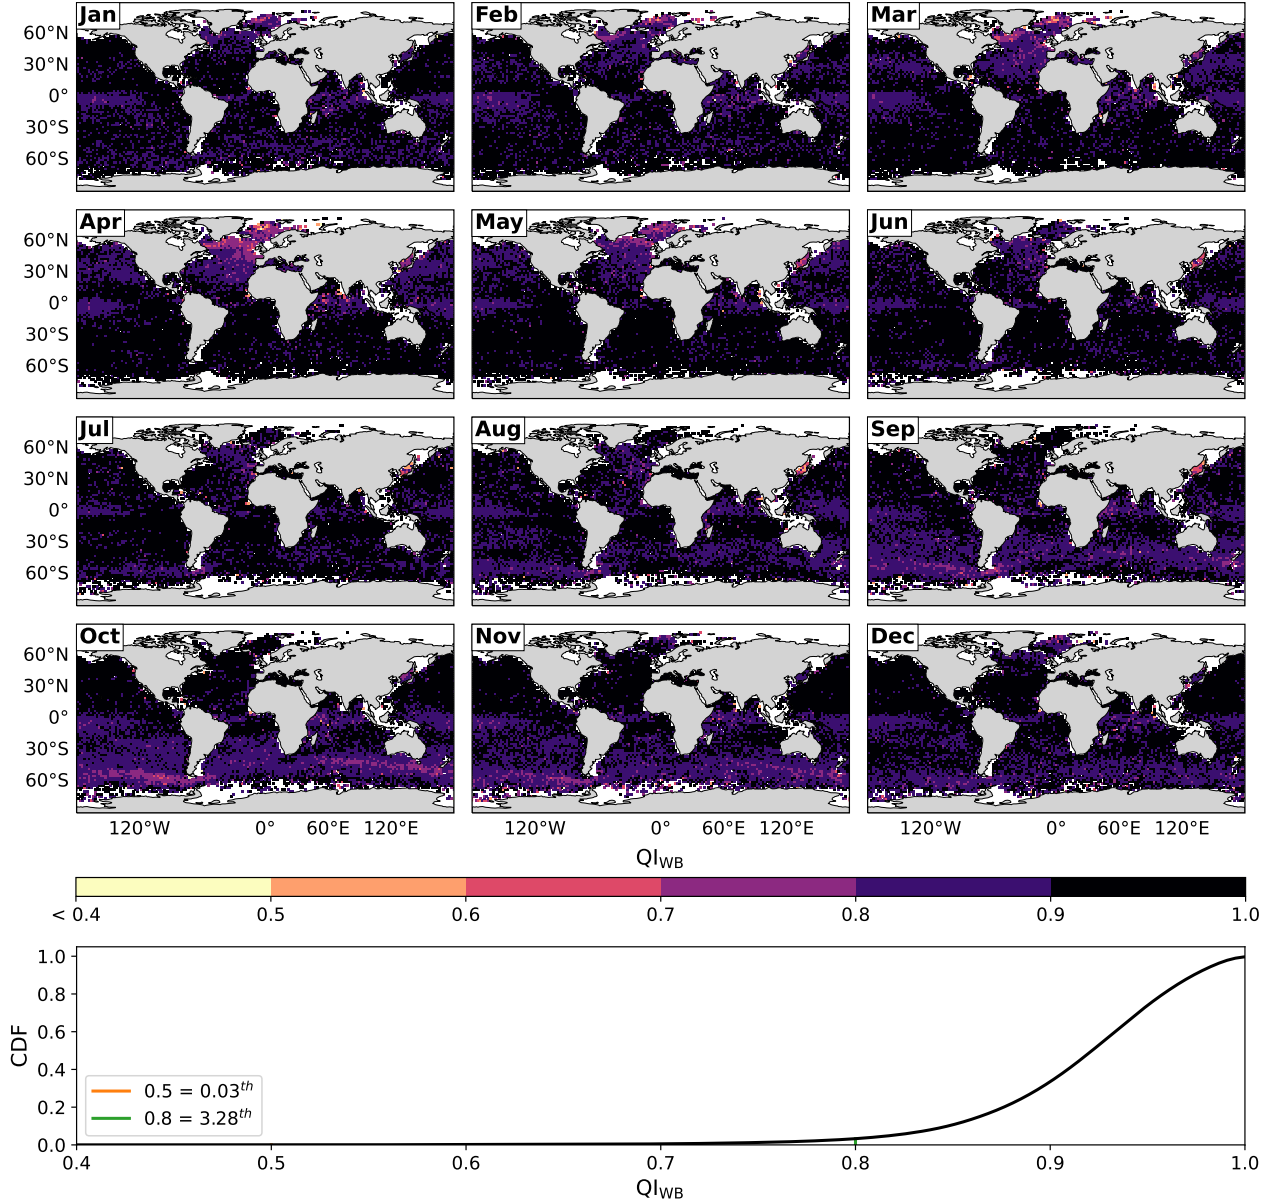 Jan Feb Mar
60°N
30°N
0°
30°S
60°S
Apr May Jun
60°N
30°N
0°
30°S
60°S
Jul Aug Sep
60°N
30°N
0°
30°S
60°S
Oct Nov Dec
60°N
30°N
0°
30°S
60°S
120°W 0° 60°E 120°E 120°W 0° 60°E 120°E 120°W 0° 60°E 120°E
QI_WB
< 0.4 0.5 0.6 0.7 0.8 0.9 1.0
1.0
0.8
0.6
0.4
0.2
0.0
CDF
0.5 = 0.03^th
0.8 = 3.28^th
0.4 0.5 0.6 0.7 0.8 0.9 1.0
QI_WB